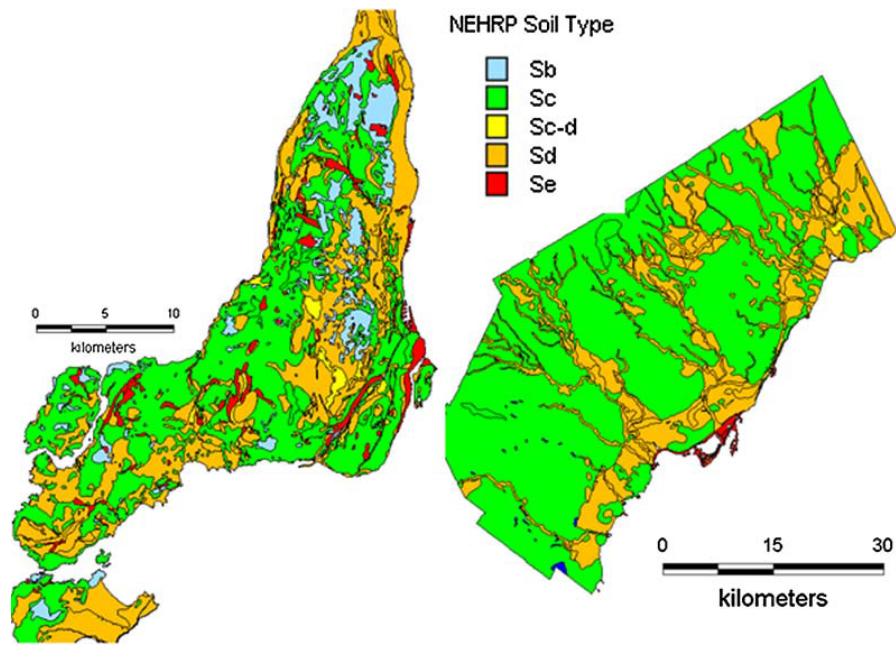 NEHRP Soil Type
Sb
Sc
Sc-d
Sd
Se
0 5 10
kilometers
0 15 30
kilometers